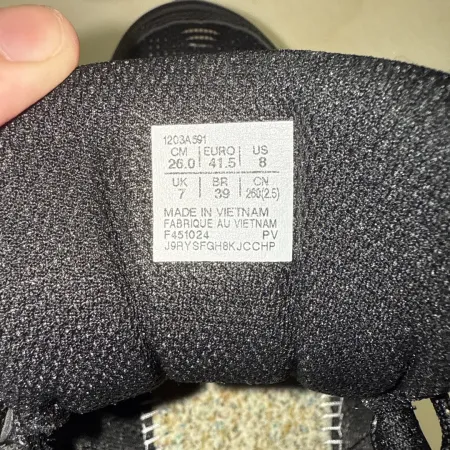 1203A591
CM EURO US
26.0 41.5 8
UK BR CN
7 39 260(2.5)
MADE IN VIETNAM
FABRIQUE AU VIETNAM
F451024 PV
J9RYSFGH8KJCCHP